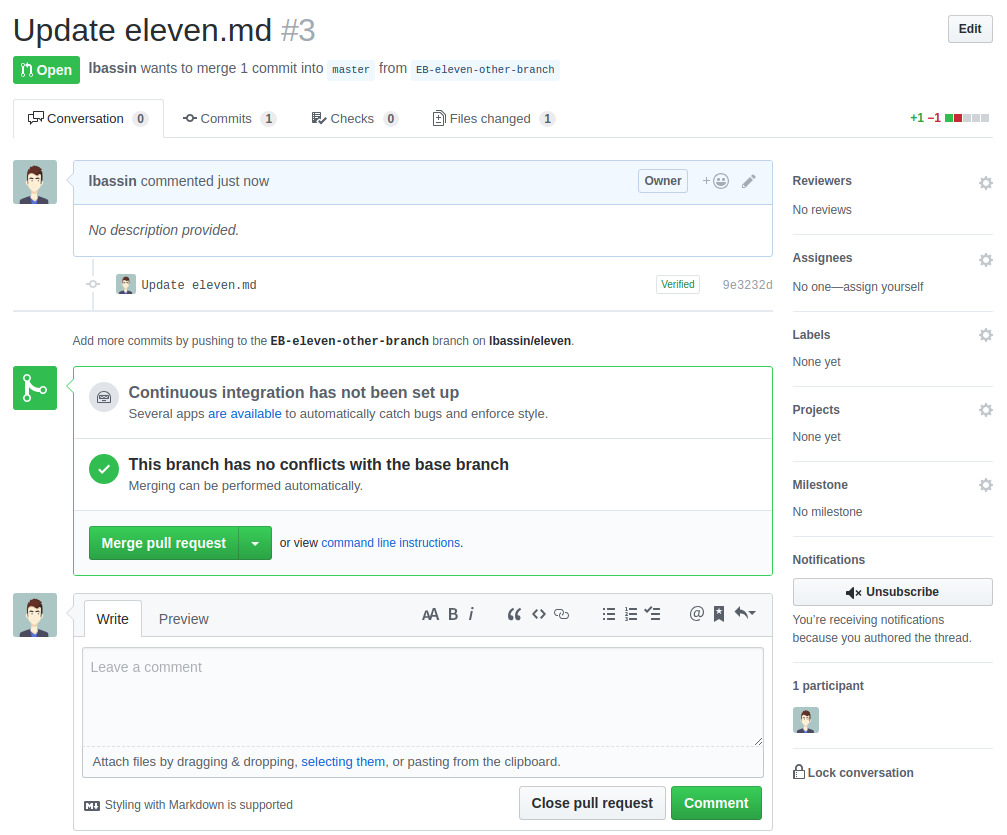 Update eleven.md #3
Edit
Open
lbassin wants to merge 1 commit into master from EB-eleven-other-branch
Conversation 0
Commits 1
Checks 0
Files changed 1
+1 −1
lbassin commented just now
Owner
+
No description provided.
Update eleven.md
Verified
9e3232d
Add more commits by pushing to the EB-eleven-other-branch branch on lbassin/eleven.
Continuous integration has not been set up
Several apps are available to automatically catch bugs and enforce style.
This branch has no conflicts with the base branch
Merging can be performed automatically.
Merge pull request
or view command line instructions.
Write
Preview
AA B i “ <> @
Leave a comment
Attach files by dragging & dropping, selecting them, or pasting from the clipboard.
Styling with Markdown is supported
Close pull request
Comment
Reviewers
No reviews
Assignees
No one—assign yourself
Labels
None yet
Projects
None yet
Milestone
No milestone
Notifications
Unsubscribe
You’re receiving notifications
because you authored the thread.
1 participant
Lock conversation